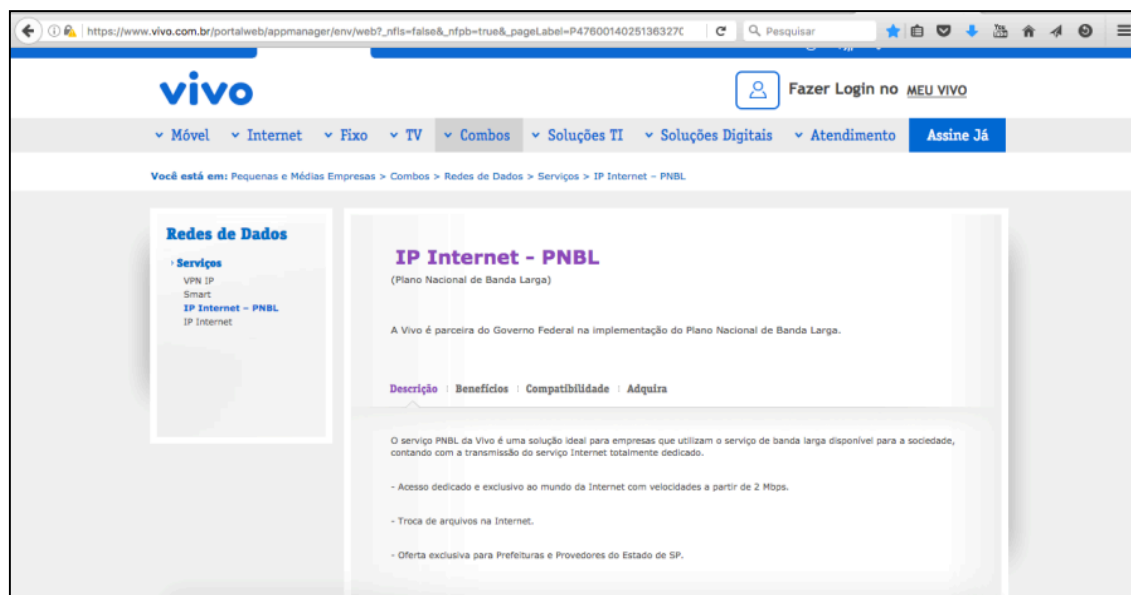 https://www.vivo.com.br/portalweb/appmanager/env/web?_nfls=false&_nfpb=true&_pageLabel=P4760014025136327C
Pesquisar
vivo
Fazer Login no MEU VIVO
Móvel Internet Fixo TV Combos Soluções TI Soluções Digitais Atendimento Assine Já
Você está em: Pequenas e Médias Empresas > Combos > Redes de Dados > Serviços > IP Internet – PNBL
Redes de Dados
Serviços
VPN IP
Smart
IP Internet – PNBL
IP Internet
IP Internet - PNBL
(Plano Nacional de Banda Larga)
A Vivo é parceira do Governo Federal na implementação do Plano Nacional de Banda Larga.
Descrição Benefícios Compatibilidade Adquira
O serviço PNBL da Vivo é uma solução ideal para empresas que utilizam o serviço de banda larga disponível para a sociedade,
contando com a transmissão do serviço Internet totalmente dedicado.
- Acesso dedicado e exclusivo ao mundo da Internet com velocidades a partir de 2 Mbps.
- Troca de arquivos na Internet.
- Oferta exclusiva para Prefeituras e Provedores do Estado de SP.